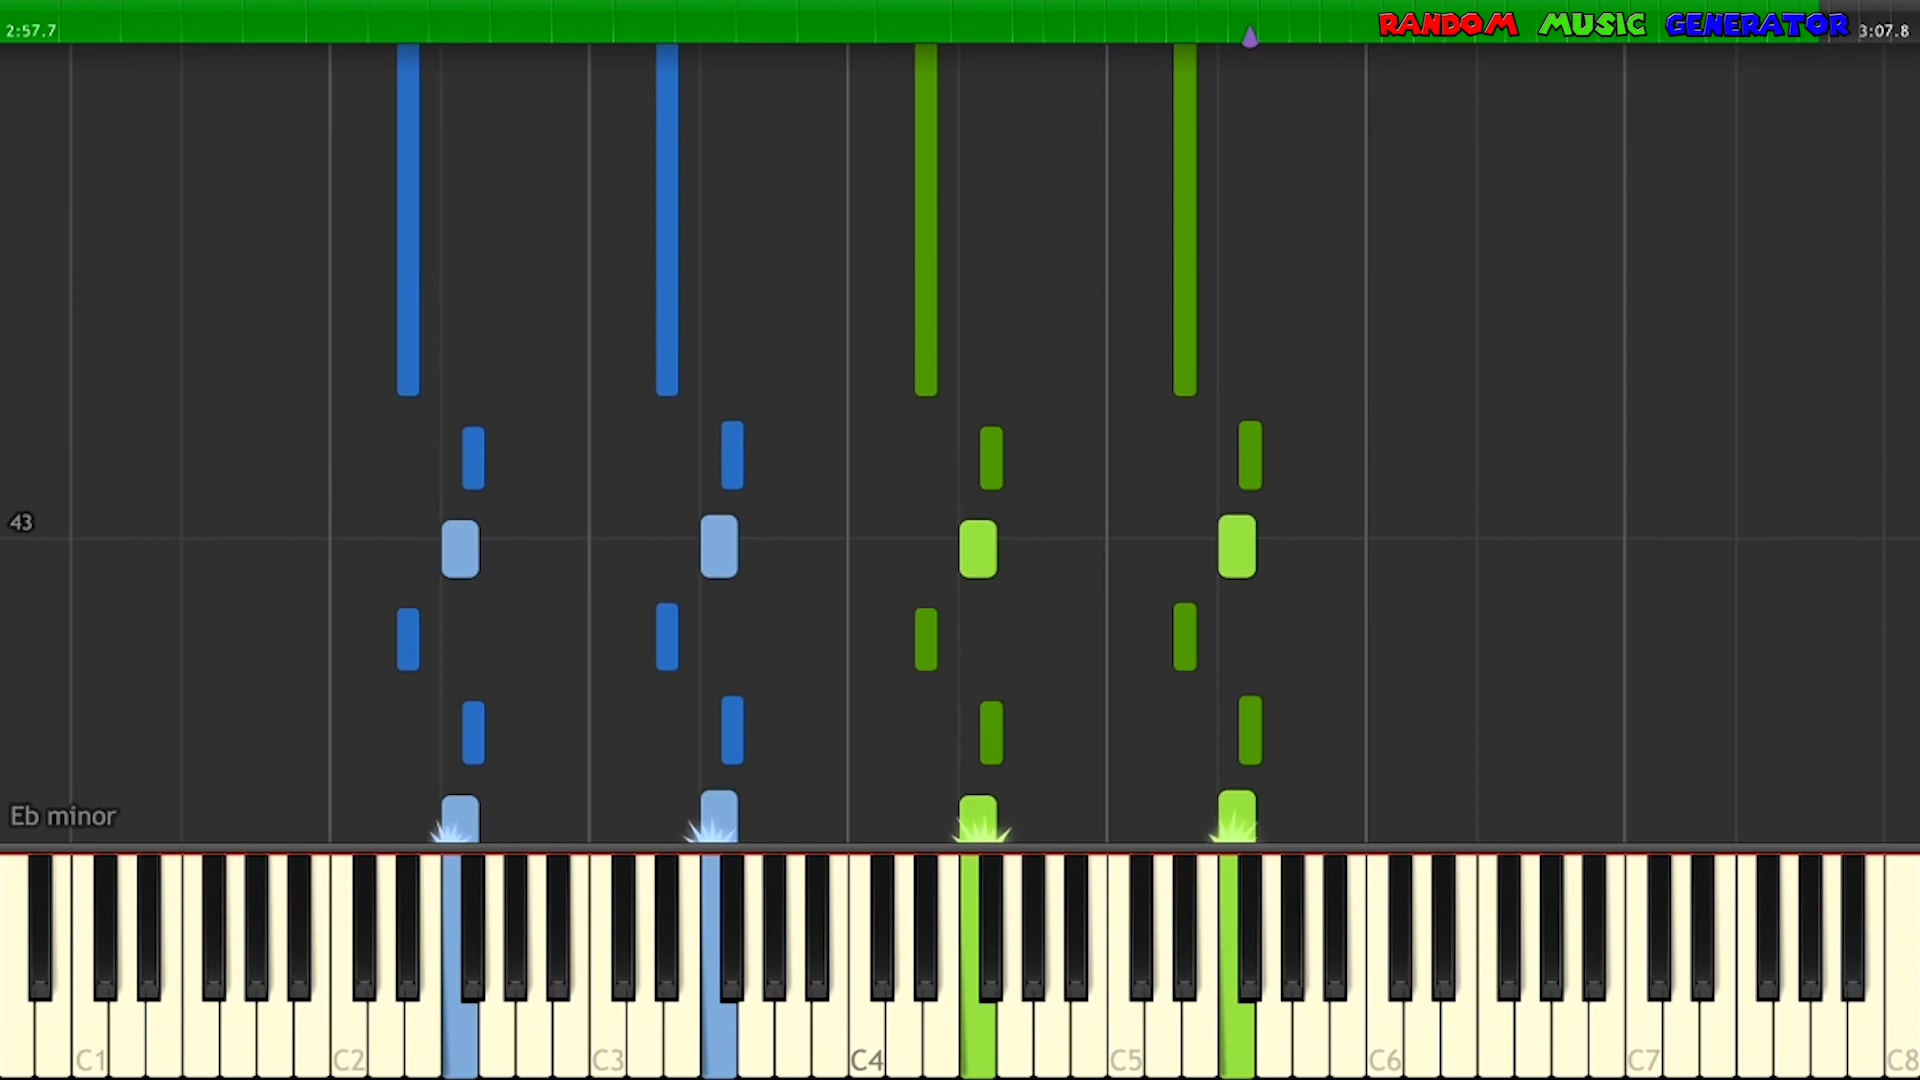 2:57.7
RANDOM MUSIC GENERATOR
3:07.8
43
Eb minor
C1 C2 C3 C4 C5 C6 C7 C8